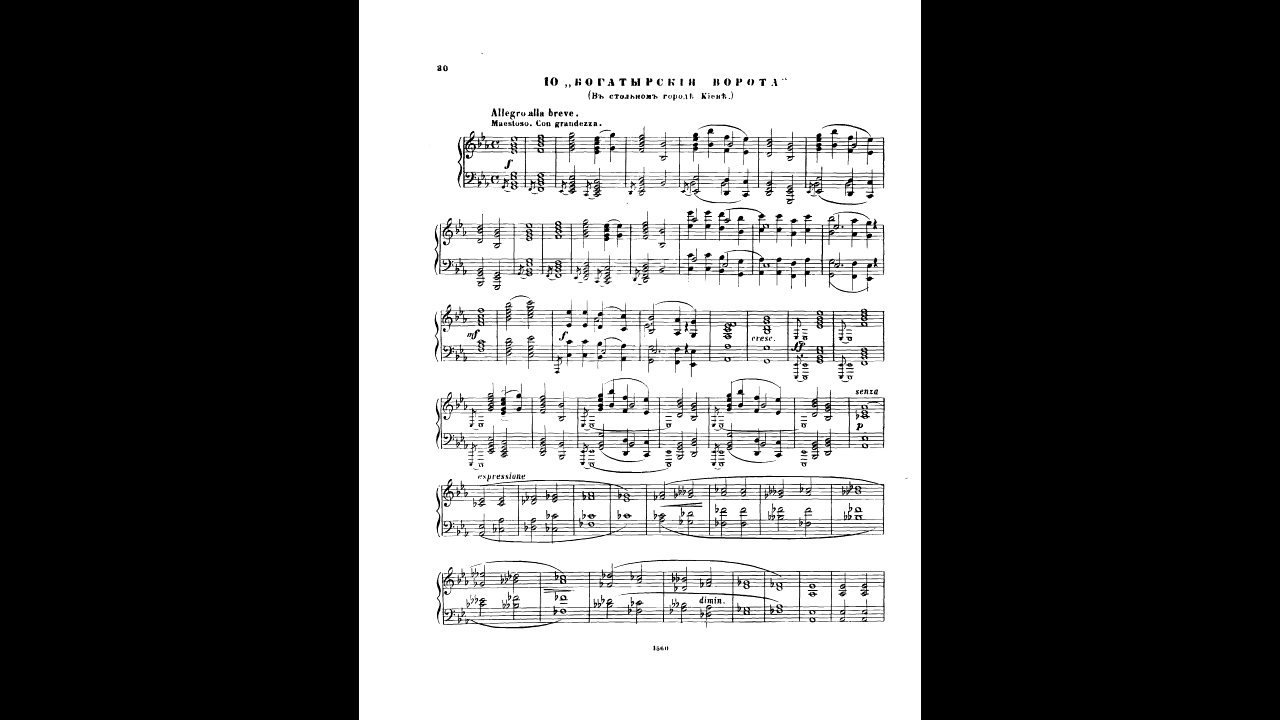 30
10 „БОГАТЫРСКІЯ ВОРОТА“
(Въ стольномъ городѣ Кіевѣ.)
Allegro alla breve.
Maestoso. Con grandezza.
f
mf
f
cresc.
ff
senza
p
espressione
dimin.
1560